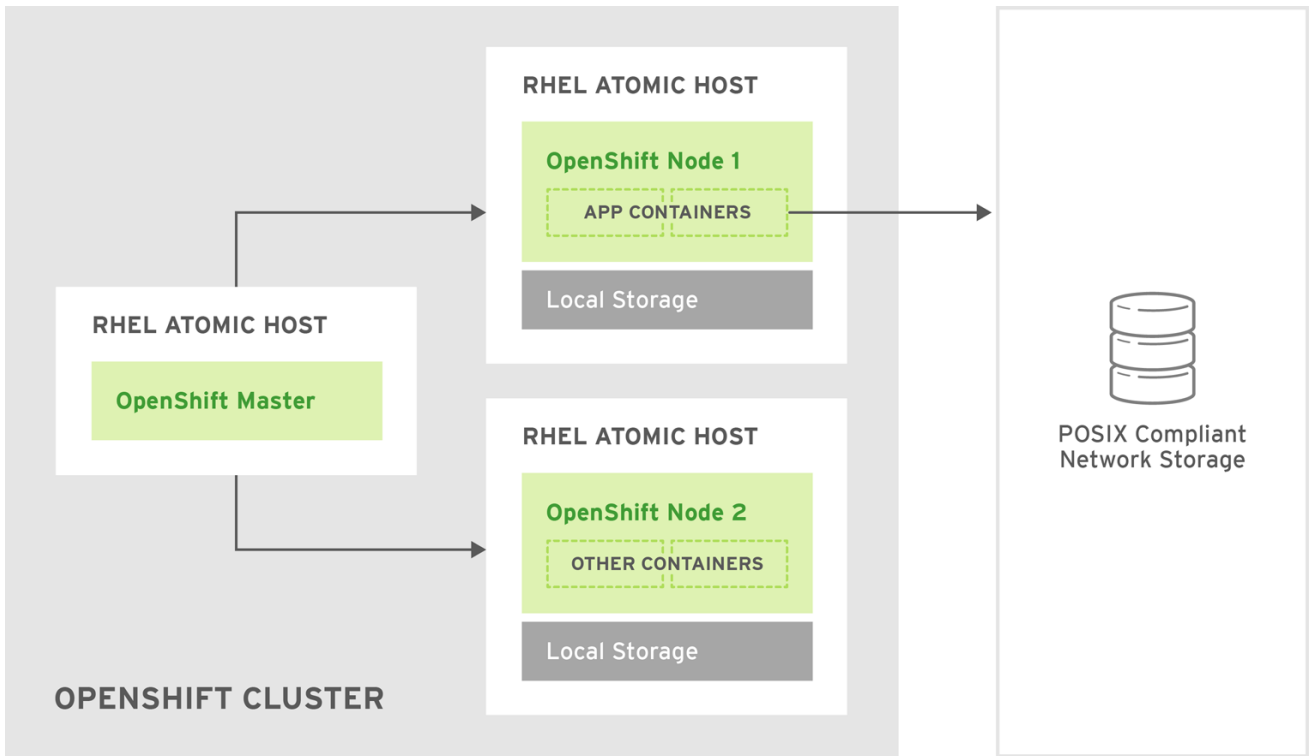 RHEL ATOMIC HOST
OpenShift Node 1
APP CONTAINERS
Local Storage
RHEL ATOMIC HOST
OpenShift Master
RHEL ATOMIC HOST
OpenShift Node 2
OTHER CONTAINERS
Local Storage
OPENSHIFT CLUSTER
POSIX Compliant
Network Storage